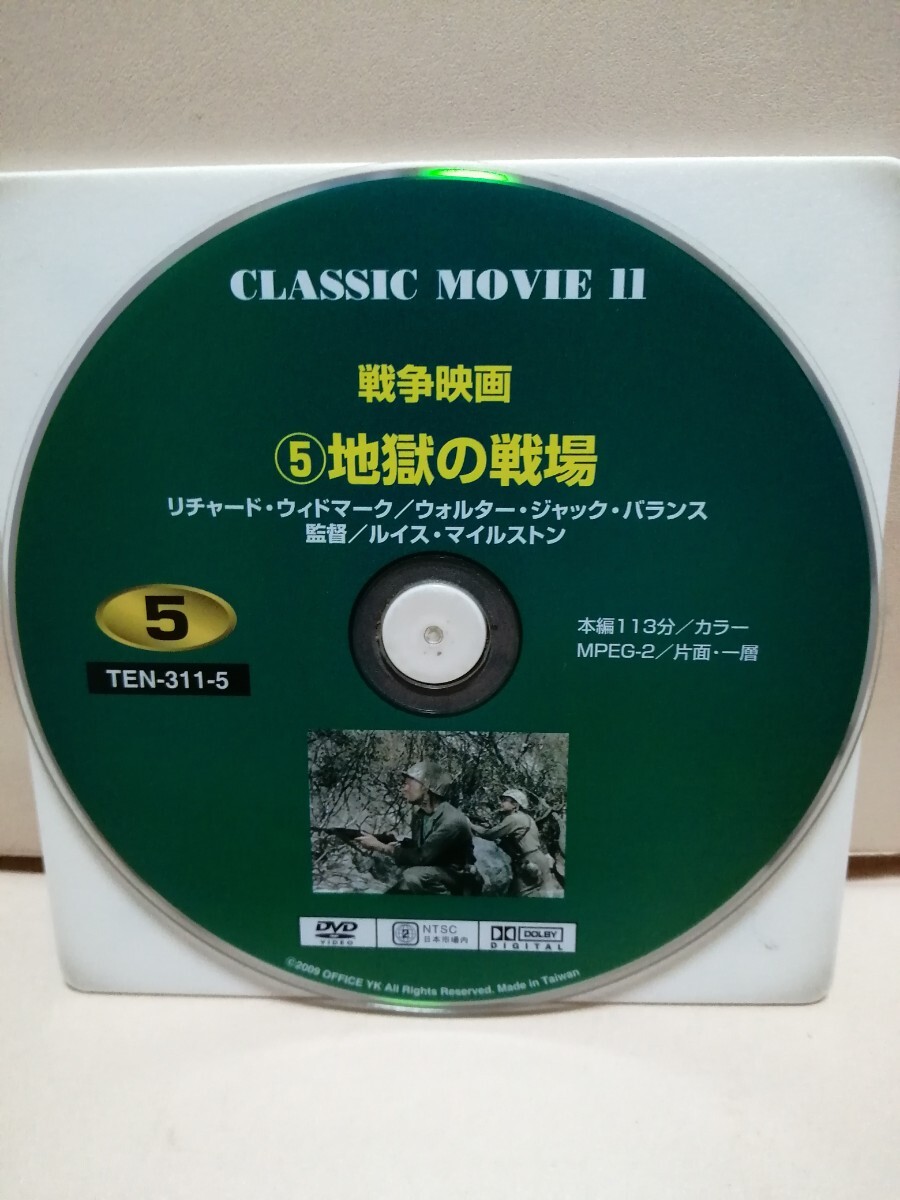 CLASSIC MOVIE 11
戦争映画
⑤地獄の戦場
リチャード・ウィドマーク／ウォルター・ジャック・バランス
監督／ルイス・マイルストン
5
TEN-311-5
本編113分／カラー
MPEG-2／片面・一層
DVD VIDEO
2 NTSC 日本市場内
DOLBY DIGITAL
©2009 OFFICE YK All Rights Reserved. Made in Taiwan